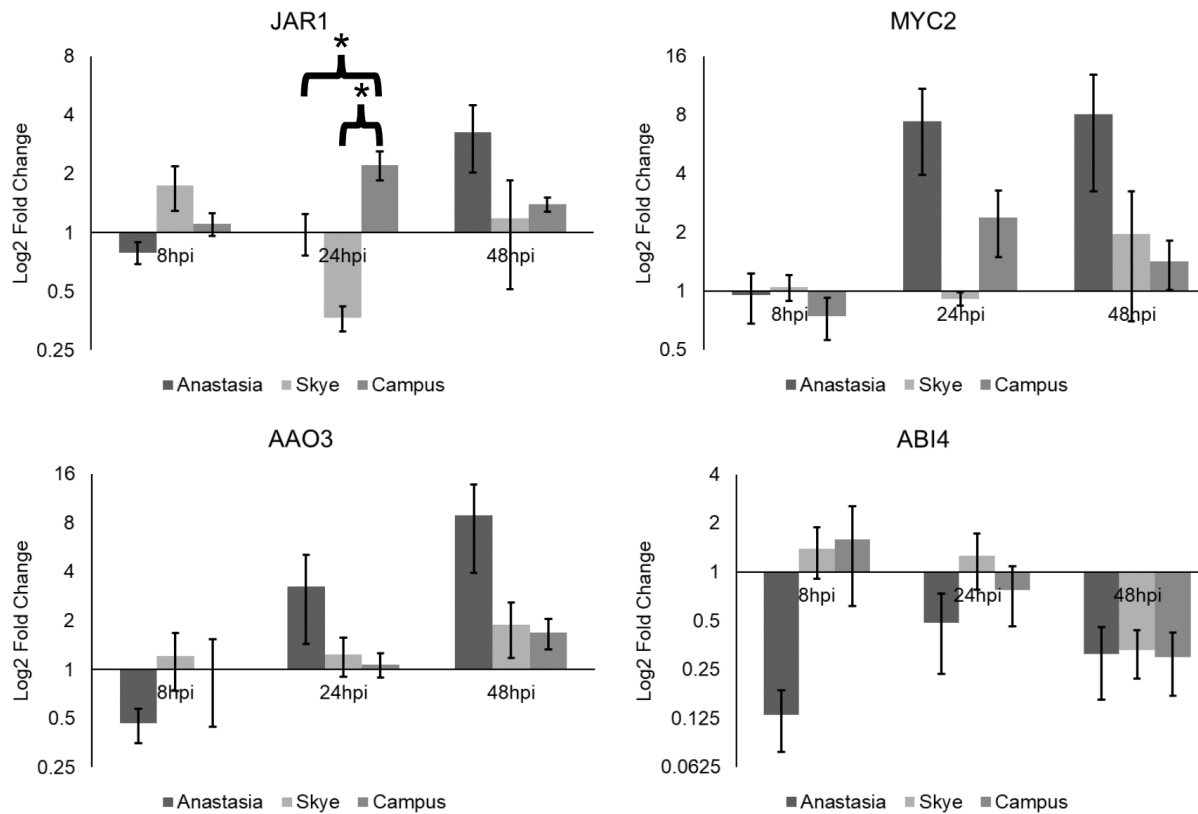 JAR1
8
4
2
1
0.5
0.25
Log2 Fold Change
*
*
8hpi 24hpi 48hpi
Anastasia Skye Campus
MYC2
16
8
4
2
1
0.5
Log2 Fold Change
8hpi 24hpi 48hpi
Anastasia Skye Campus
AAO3
16
8
4
2
1
0.5
0.25
Log2 Fold Change
8hpi 24hpi 48hpi
Anastasia Skye Campus
ABI4
4
2
1
0.5
0.25
0.125
0.0625
Log2 Fold Change
8hpi 24hpi 48hpi
Anastasia Skye Campus